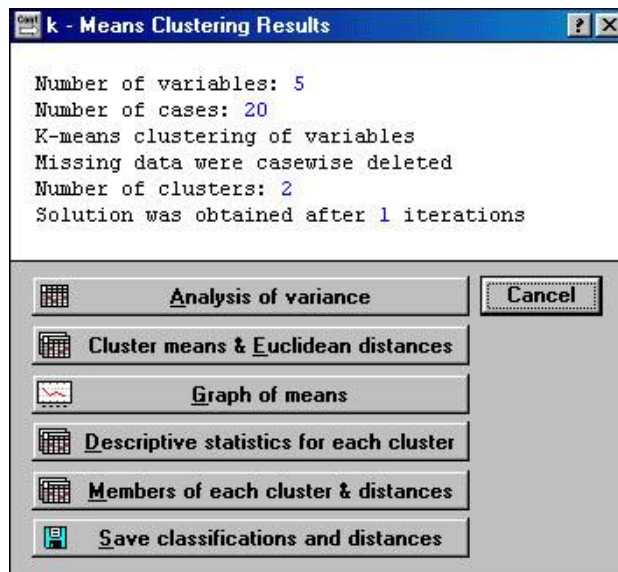 k - Means Clustering Results
Number of variables: 5
Number of cases: 20
K-means clustering of variables
Missing data were casewise deleted
Number of clusters: 2
Solution was obtained after 1 iterations
Analysis of variance
Cancel
Cluster means & Euclidean distances
Graph of means
Descriptive statistics for each cluster
Members of each cluster & distances
Save classifications and distances